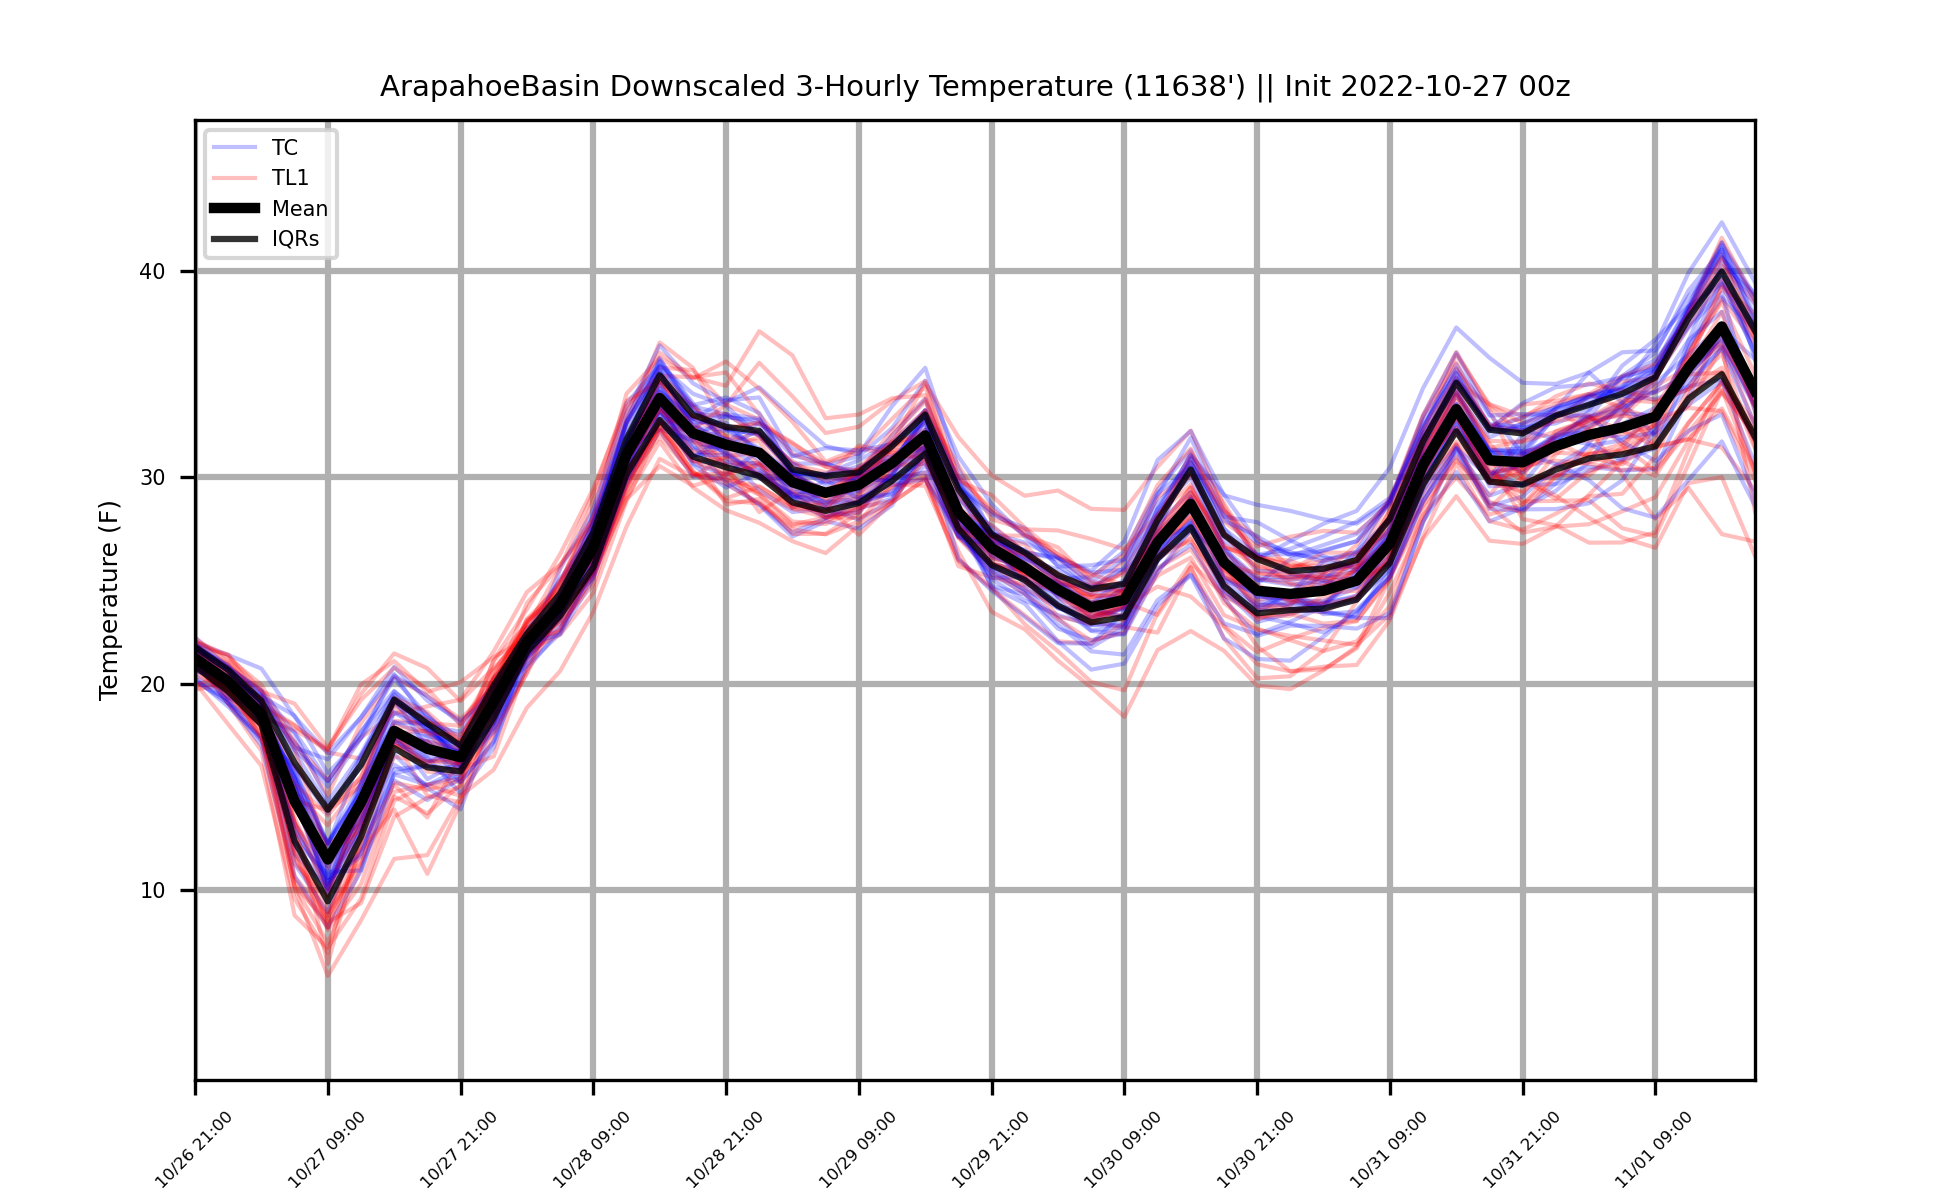 ArapahoeBasin Downscaled 3-Hourly Temperature (11638') || Init 2022-10-27 00z
TC
TL1
Mean
IQRs
Temperature (F)
40
30
20
10
10/26 21:00
10/27 09:00
10/27 21:00
10/28 09:00
10/28 21:00
10/29 09:00
10/29 21:00
10/30 09:00
10/30 21:00
10/31 09:00
10/31 21:00
11/01 09:00